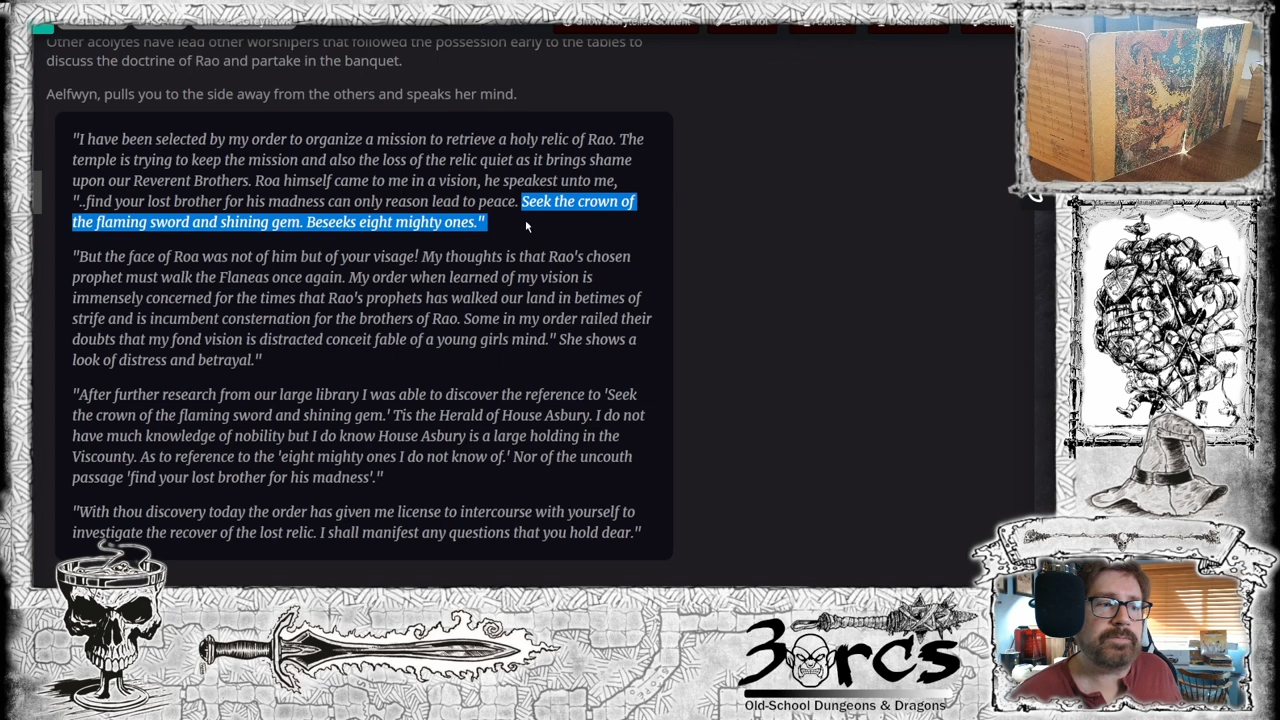 Other acolytes have lead other worshipers that followed the possession early to the tables to
discuss the doctrine of Rao and partake in the banquet.
Aelfwyn, pulls you to the side away from the others and speaks her mind.
"I have been selected by my order to organize a mission to retrieve a holy relic of Rao. The
temple is trying to keep the mission and also the loss of the relic quiet as it brings shame
upon our Reverent Brothers. Roa himself came to me in a vision, he speakest unto me,
"..find your lost brother for his madness can only reason lead to peace. Seek the crown of
the flaming sword and shining gem. Beseeks eight mighty ones."
"But the face of Roa was not of him but of your visage! My thoughts is that Rao's chosen
prophet must walk the Flaneas once again. My order when learned of my vision is
immensely concerned for the times that Rao's prophets has walked our land in betimes of
strife and is incumbent consternation for the brothers of Rao. Some in my order railed their
doubts that my fond vision is distracted conceit fable of a young girls mind." She shows a
look of distress and betrayal."
"After further research from our large library I was able to discover the reference to 'Seek
the crown of the flaming sword and shining gem.' Tis the Herald of House Asbury. I do not
have much knowledge of nobility but I do know House Asbury is a large holding in the
Viscounty. As to reference to the 'eight mighty ones I do not know of.' Nor of the uncouth
passage 'find your lost brother for his madness'."
"With thou discovery today the order has given me license to intercourse with yourself to
investigate the recover of the lost relic. I shall manifest any questions that you hold dear."
3 orcs
Old-School Dungeons & Dragons